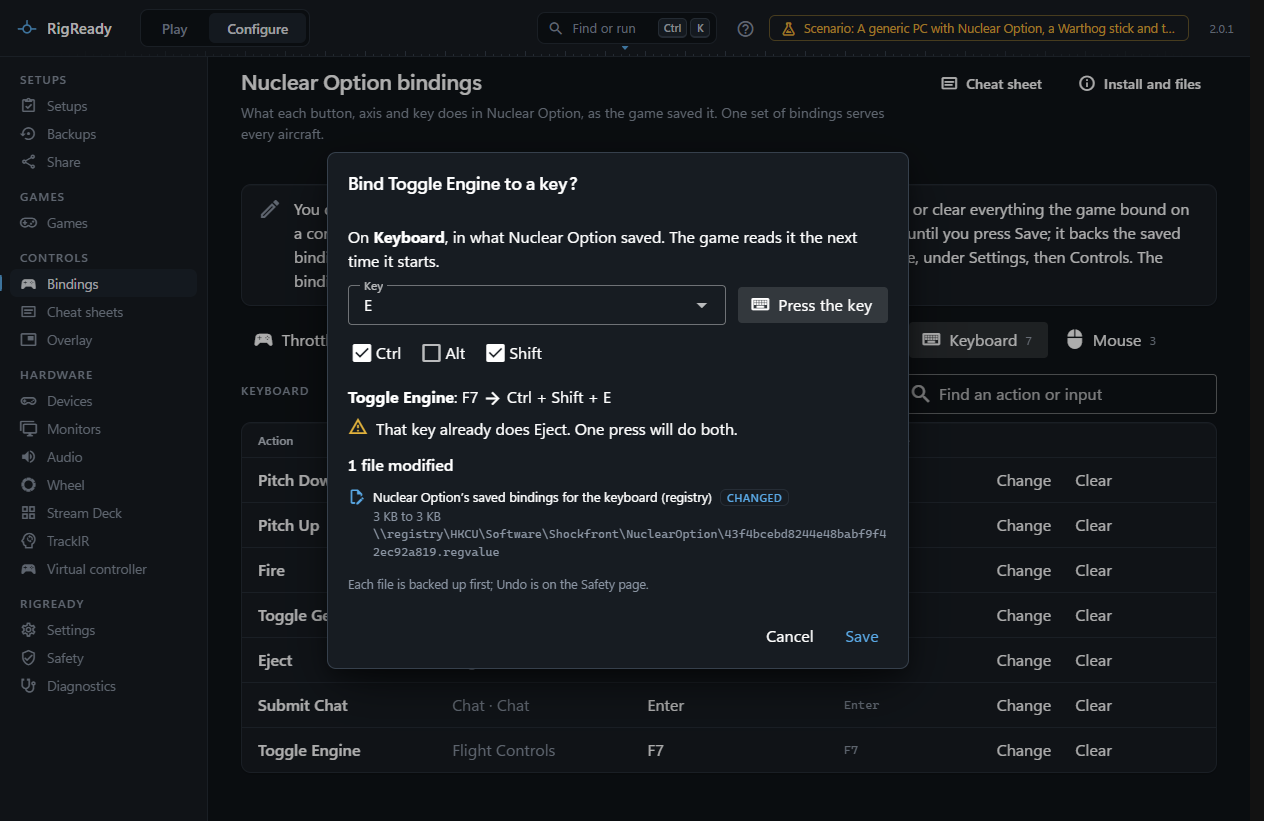 RigReady
Play
Configure
Find or run
Ctrl
K
Scenario: A generic PC with Nuclear Option, a Warthog stick and t...
2.0.1
SETUPS
Setups
Backups
Share
GAMES
Games
CONTROLS
Bindings
Cheat sheets
Overlay
HARDWARE
Devices
Monitors
Audio
Wheel
Stream Deck
TrackIR
Virtual controller
RIGREADY
Settings
Safety
Diagnostics
Nuclear Option bindings
Cheat sheet
Install and files
What each button, axis and key does in Nuclear Option, as the game saved it. One set of bindings serves
every aircraft.
You
or clear everything the game bound on
a
until you press Save; it backs the saved
under Settings, then Controls. The
Keyboard 7
Mouse 3
KEYBOARD
Find an action or input
Action
Pitch
Change
Clear
Pitch Up
Change
Clear
Fire
Change
Clear
Toggle
Change
Clear
Eject
Change
Clear
Submit Chat
Chat · Chat
Enter
Enter
Change
Clear
Toggle Engine
Flight Controls
F7
F7
Change
Clear
Bind Toggle Engine to a key?
On Keyboard, in what Nuclear Option saved. The game reads it the next
time it starts.
Key
E
Press the key
Ctrl
Alt
Shift
Toggle Engine: F7 → Ctrl + Shift + E
That key already does Eject. One press will do both.
1 file modified
Nuclear Option's saved bindings for the keyboard (registry)
CHANGED
3 KB to 3 KB
\\registry\HKCU\Software\Shockfront\NuclearOption\43f4bcebd8244e48babf9f4
2ec92a819.regvalue
Each file is backed up first; Undo is on the Safety page.
Cancel
Save